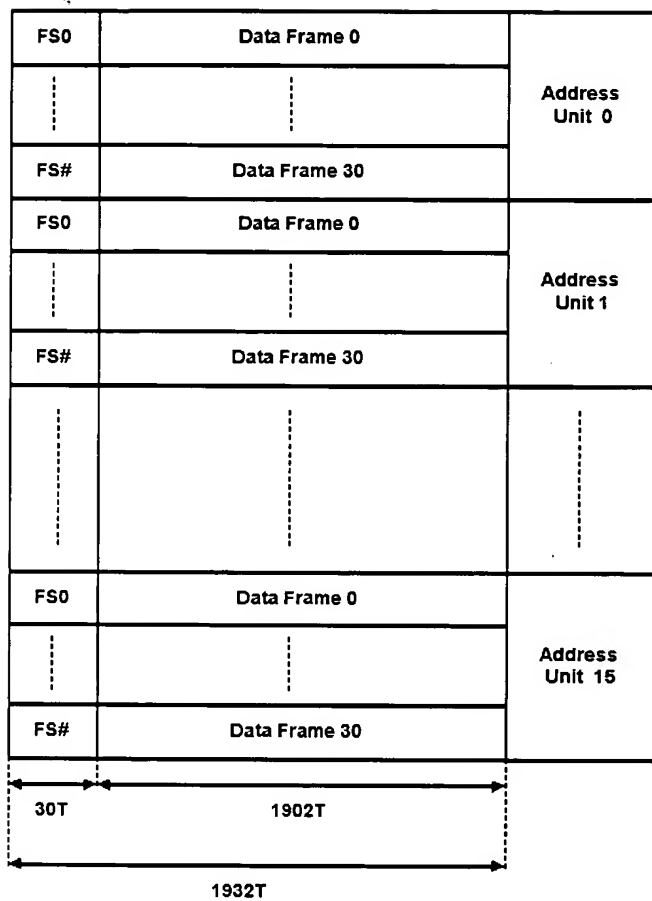 FS0 Data Frame 0
Address
Unit 0
FS# Data Frame 30
FS0 Data Frame 0
Address
Unit 1
FS# Data Frame 30
FS0 Data Frame 0
Address
Unit 15
FS# Data Frame 30
30T 1902T
1932T